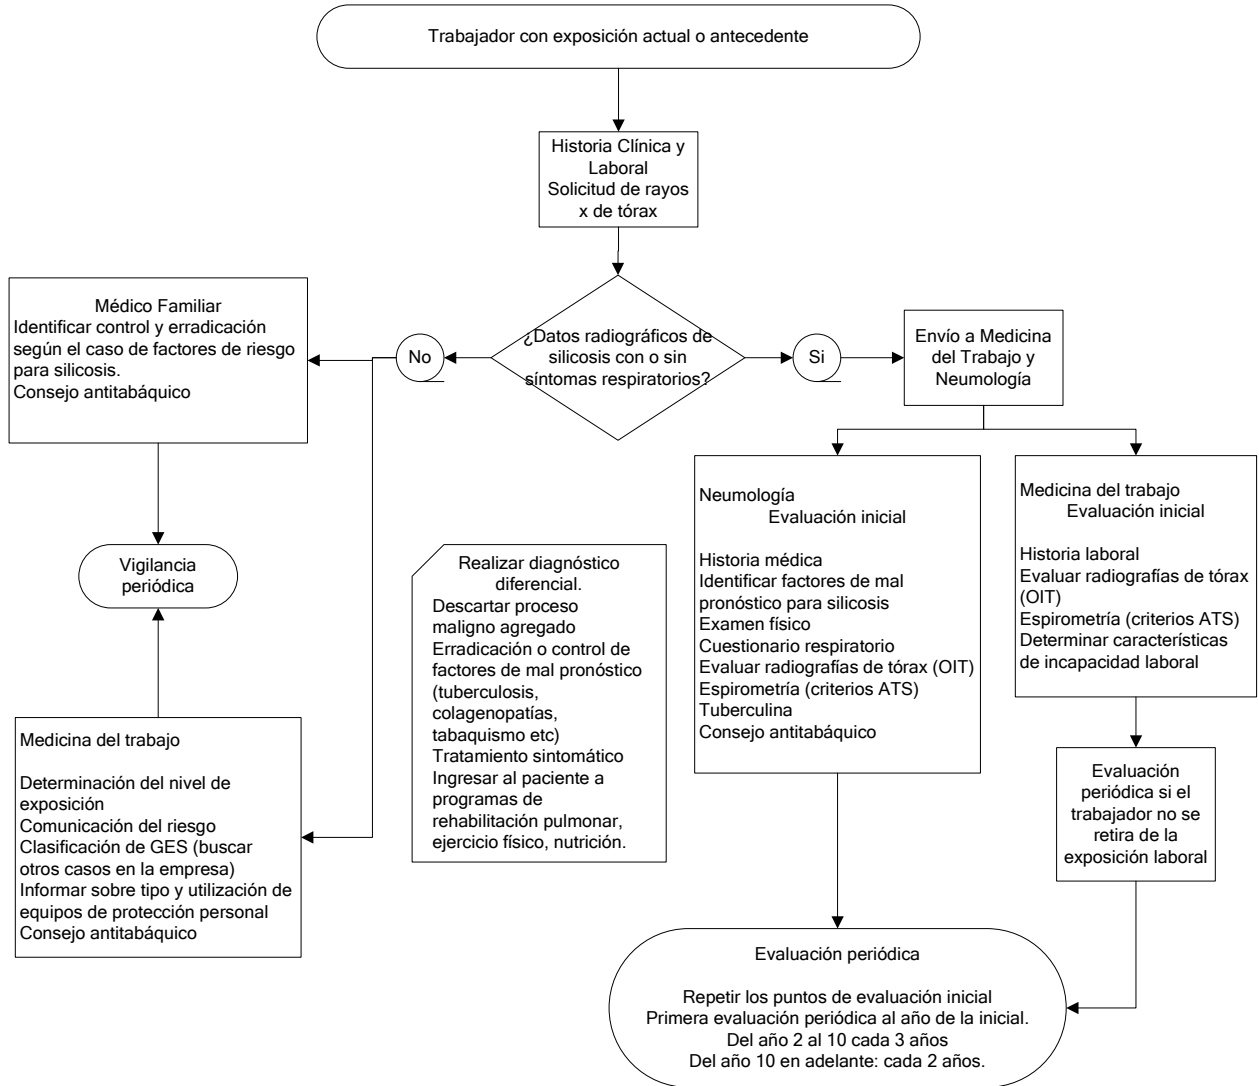 Trabajador con exposición actual o antecedente
Historia Clínica y
Laboral
Solicitud de rayos
x de tórax
¿Datos radiográficos de
silicosis con o sin
síntomas respiratorios?
No
Si
Médico Familiar
Identificar control y erradicación
según el caso de factores de riesgo
para silicosis.
Consejo antitabáquico
Envío a Medicina
del Trabajo y
Neumología
Vigilancia
periódica
Medicina del trabajo
Determinación del nivel de
exposición
Comunicación del riesgo
Clasificación de GES (buscar
otros casos en la empresa)
Informar sobre tipo y utilización de
equipos de protección personal
Consejo antitabáquico
Realizar diagnóstico
diferencial.
Descartar proceso
maligno agregado
Erradicación o control de
factores de mal pronóstico
(tuberculosis,
colagenopatías,
tabaquismo etc)
Tratamiento sintomático
Ingresar al paciente a
programas de
rehabilitación pulmonar,
ejercicio físico, nutrición.
Neumología
Evaluación inicial
Historia médica
Identificar factores de mal
pronóstico para silicosis
Examen físico
Cuestionario respiratorio
Evaluar radiografías de tórax (OIT)
Espirometría (criterios ATS)
Tuberculina
Consejo antitabáquico
Medicina del trabajo
Evaluación inicial
Historia laboral
Evaluar radiografías de tórax
(OIT)
Espirometría (criterios ATS)
Determinar características
de incapacidad laboral
Evaluación
periódica si el
trabajador no se
retira de la
exposición laboral
Evaluación periódica
Repetir los puntos de evaluación inicial
Primera evaluación periódica al año de la inicial.
Del año 2 al 10 cada 3 años
Del año 10 en adelante: cada 2 años.